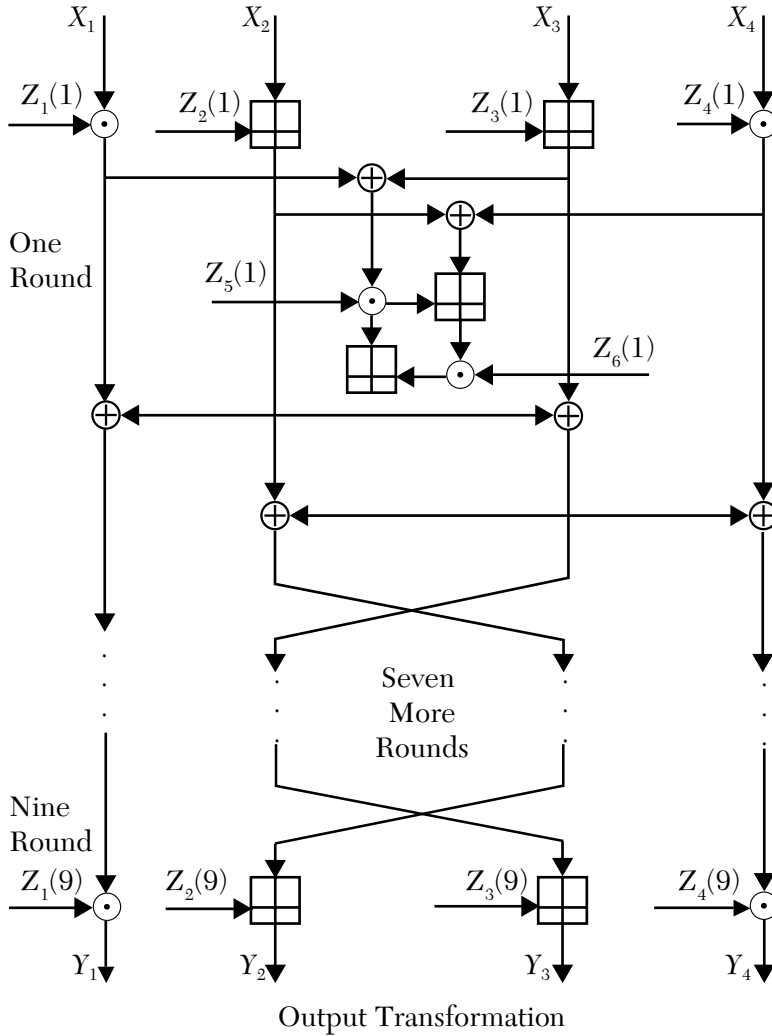 X₁ X₂ X₃ X₄
Z₁(1) Z₂(1) Z₃(1) Z₄(1)
One
Round
Z₅(1)
Z₆(1)
Seven
More
Rounds
Nine
Round
Z₁(9) Z₂(9) Z₃(9) Z₄(9)
Y₁ Y₂ Y₃ Y₄
Output Transformation